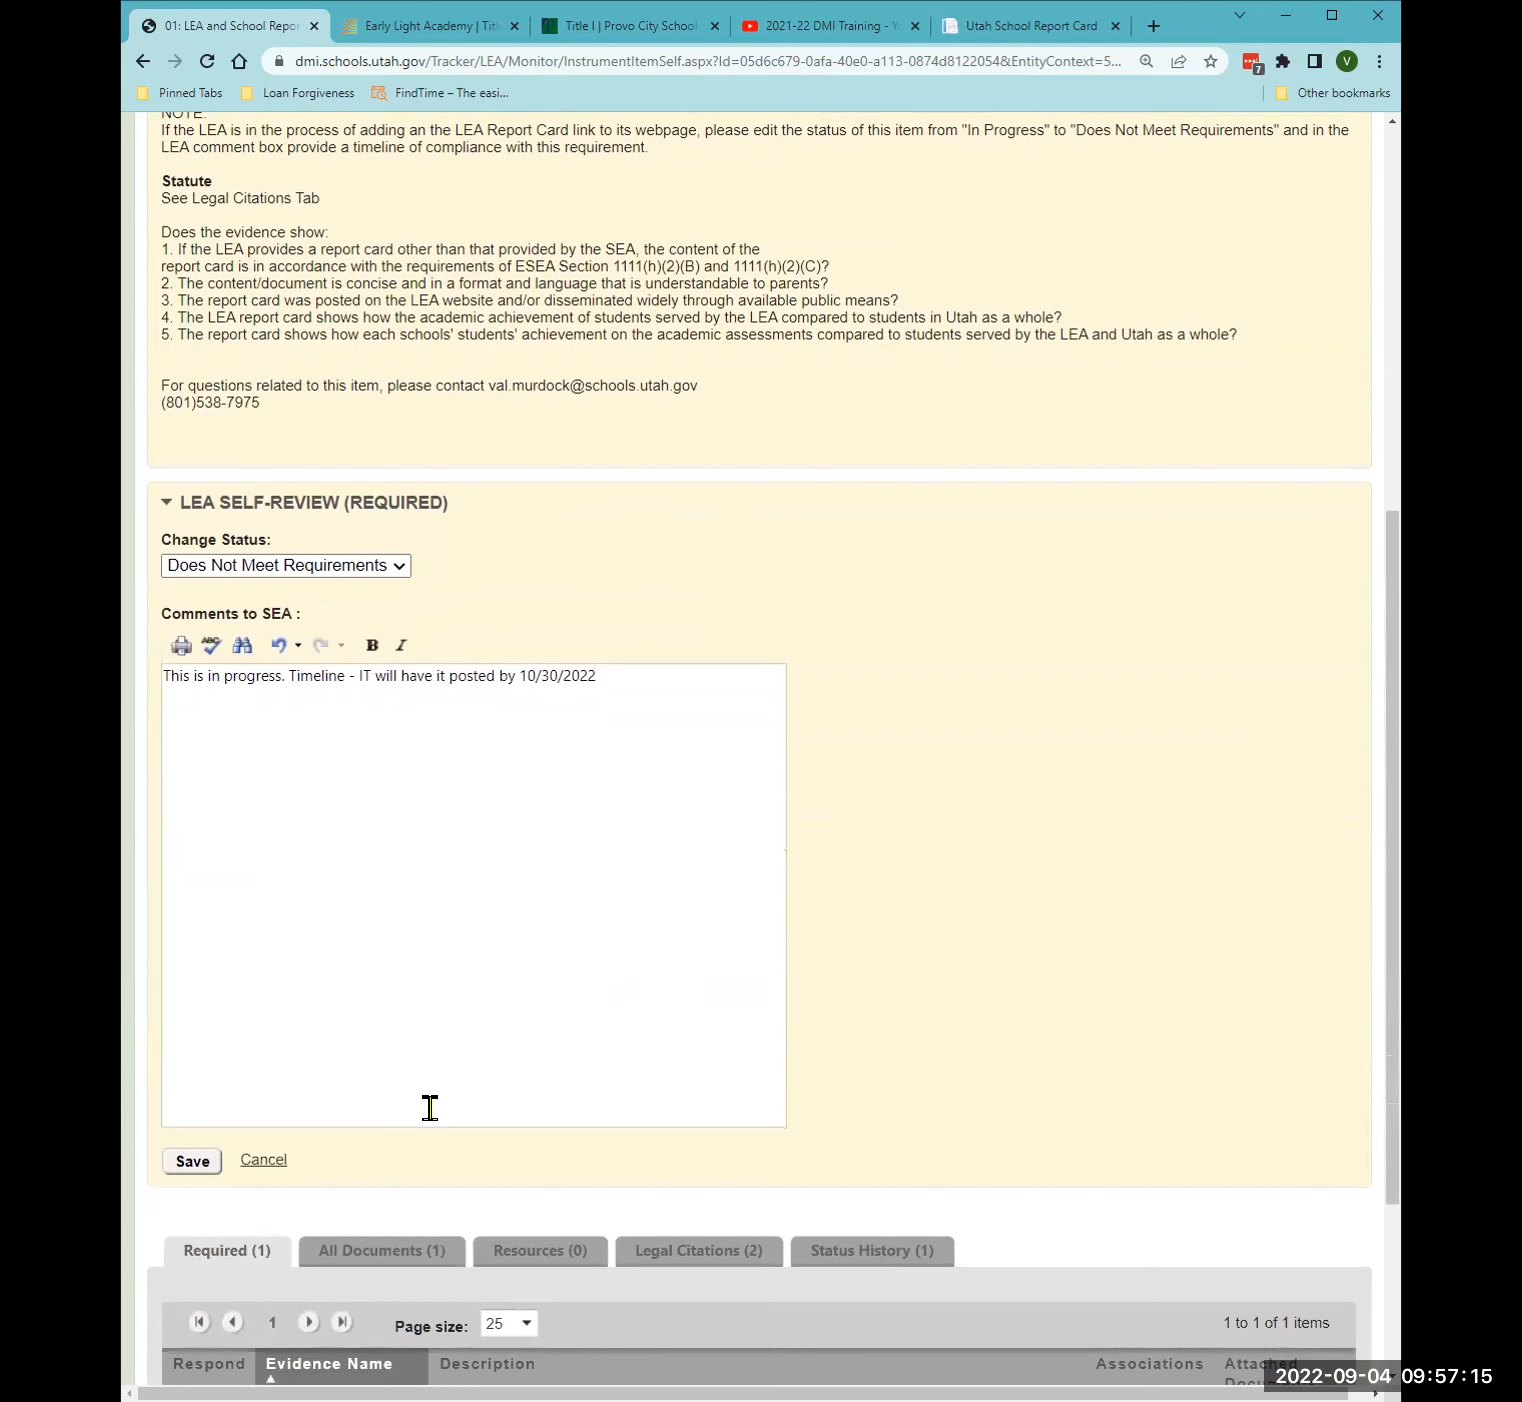 01: LEA and School Repo
Early Light Academy | Titl
Title I | Provo City School
2021-22 DMI Training - Y
Utah School Report Card
dmi.schools.utah.gov/Tracker/LEA/Monitor/InstrumentItemSelf.aspx?Id=05d6c679-0afa-40e0-a113-0874d8122054&EntityContext=5...
7
V
Pinned Tabs
Loan Forgiveness
FindTime – The easi...
Other bookmarks
NOTE:
If the LEA is in the process of adding an the LEA Report Card link to its webpage, please edit the status of this item from "In Progress" to "Does Not Meet Requirements" and in the
LEA comment box provide a timeline of compliance with this requirement.
Statute
See Legal Citations Tab
Does the evidence show:
1. If the LEA provides a report card other than that provided by the SEA, the content of the
report card is in accordance with the requirements of ESEA Section 1111(h)(2)(B) and 1111(h)(2)(C)?
2. The content/document is concise and in a format and language that is understandable to parents?
3. The report card was posted on the LEA website and/or disseminated widely through available public means?
4. The LEA report card shows how the academic achievement of students served by the LEA compared to students in Utah as a whole?
5. The report card shows how each schools' students' achievement on the academic assessments compared to students served by the LEA and Utah as a whole?
For questions related to this item, please contact val.murdock@schools.utah.gov
(801)538-7975
LEA SELF-REVIEW (REQUIRED)
Change Status:
Does Not Meet Requirements
Comments to SEA :
ABC
B I
This is in progress. Timeline - IT will have it posted by 10/30/2022
Save Cancel
Required (1)
All Documents (1)
Resources (0)
Legal Citations (2)
Status History (1)
1
Page size: 25
1 to 1 of 1 items
Respond
Evidence Name
Description
Associations
Attached
2022-09-04 09:57:15